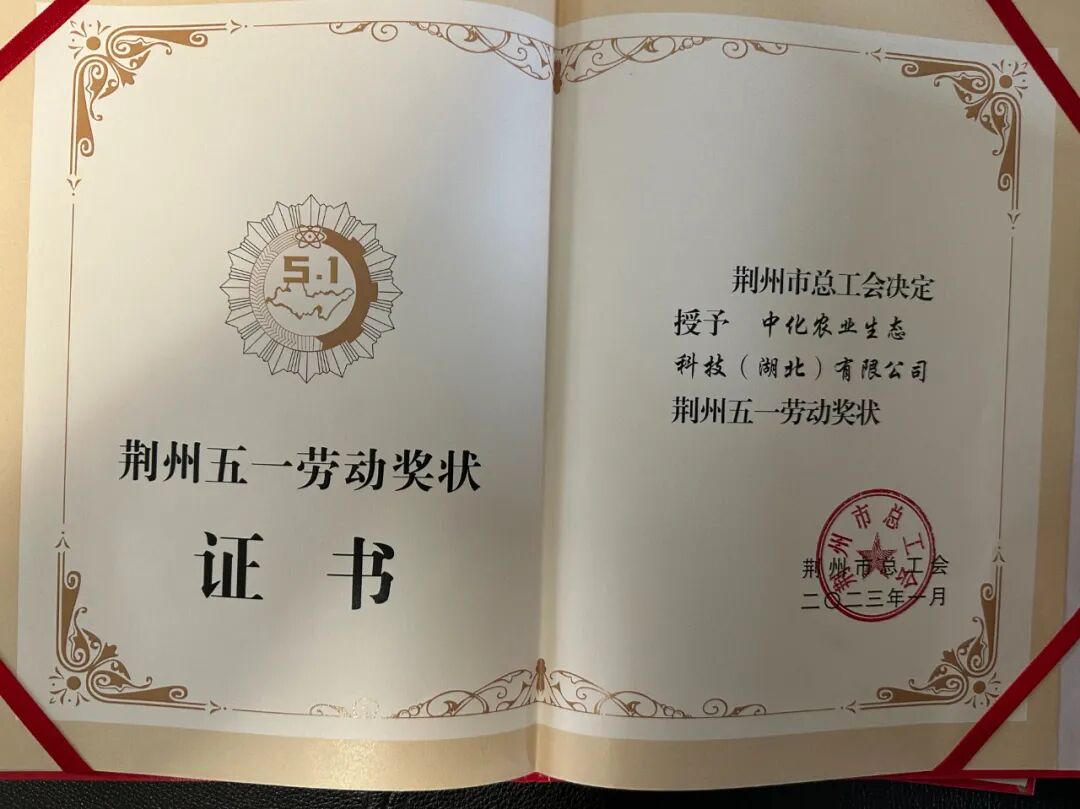 5.1
荆州五一劳动奖状
证书
荆州市总工会决定
授予 中化农业生态
科技（湖北）有限公司
荆州五一劳动奖状
荆州市总工会
荆州市总工会
二〇二三年一月